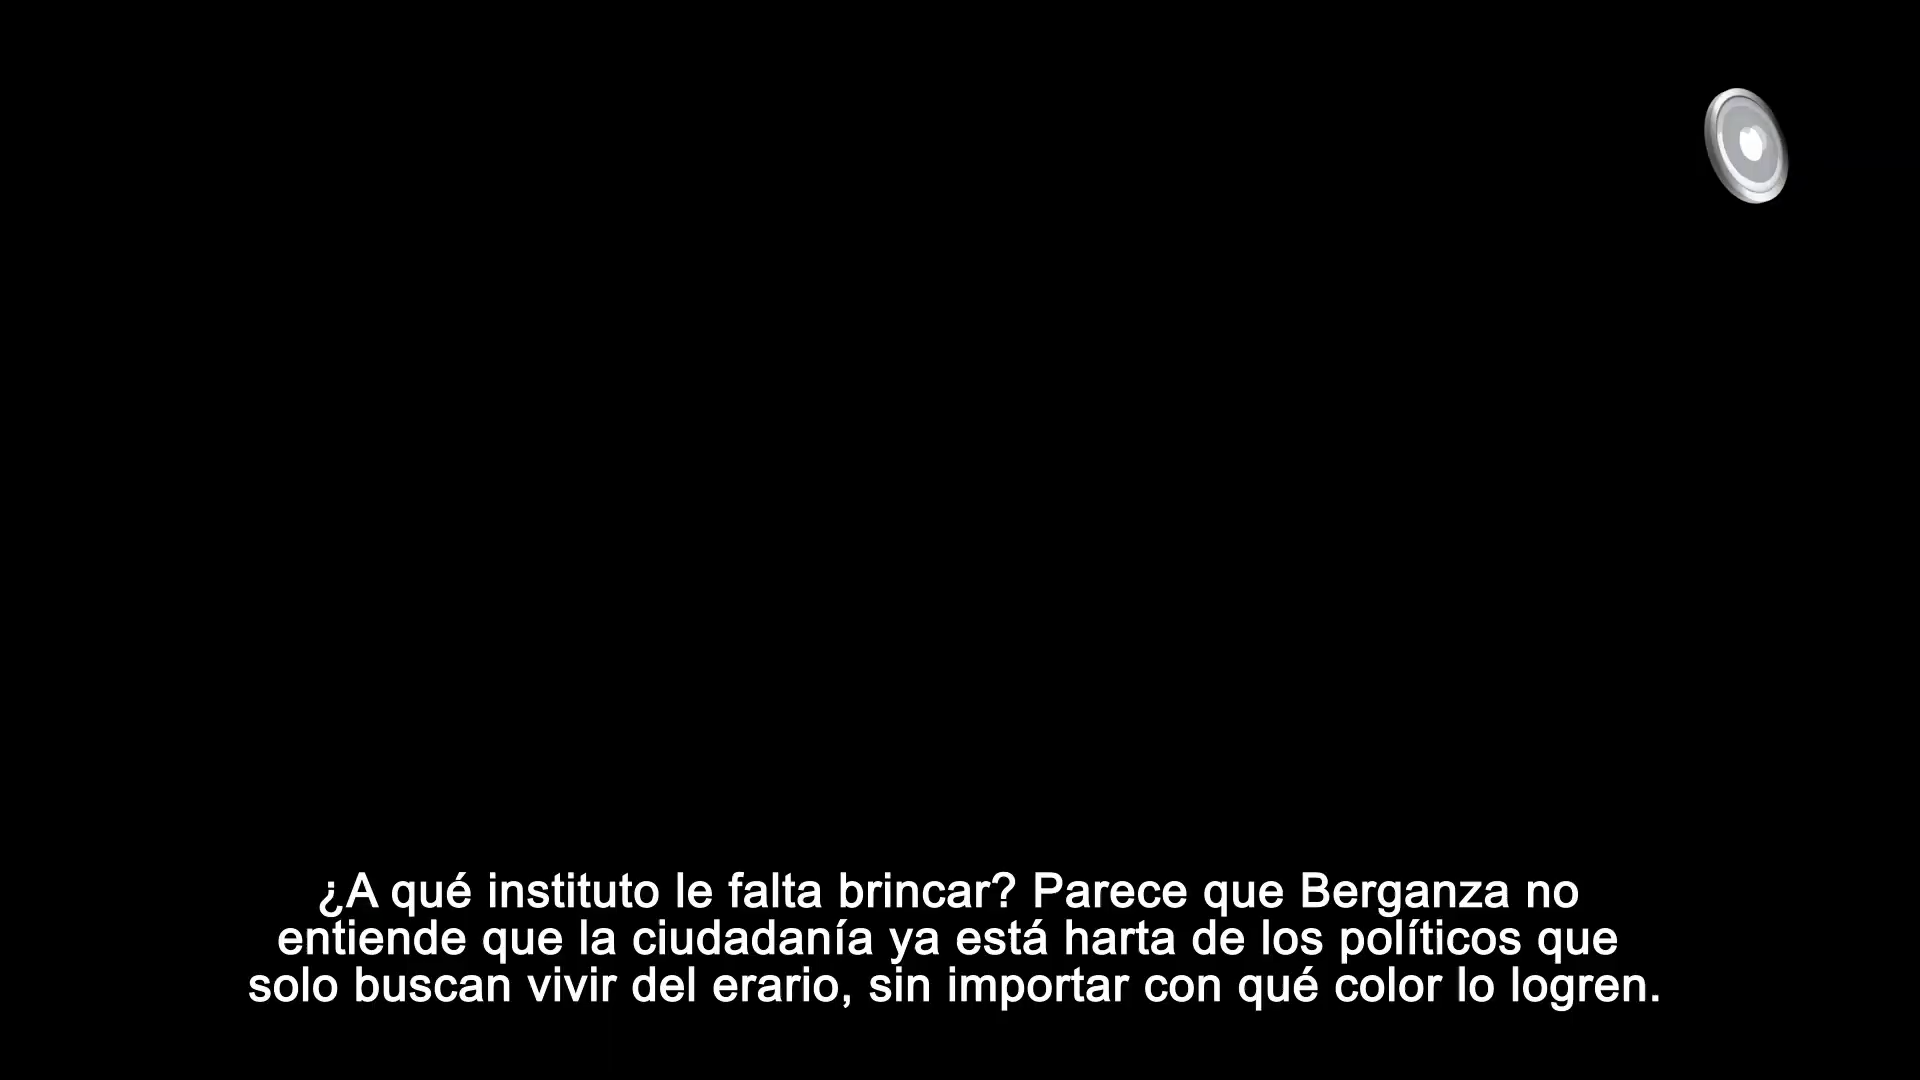 ¿A qué instituto le falta brincar? Parece que Berganza no
entiende que la ciudadanía ya está harta de los políticos que
solo buscan vivir del erario, sin importar con qué color lo logren.